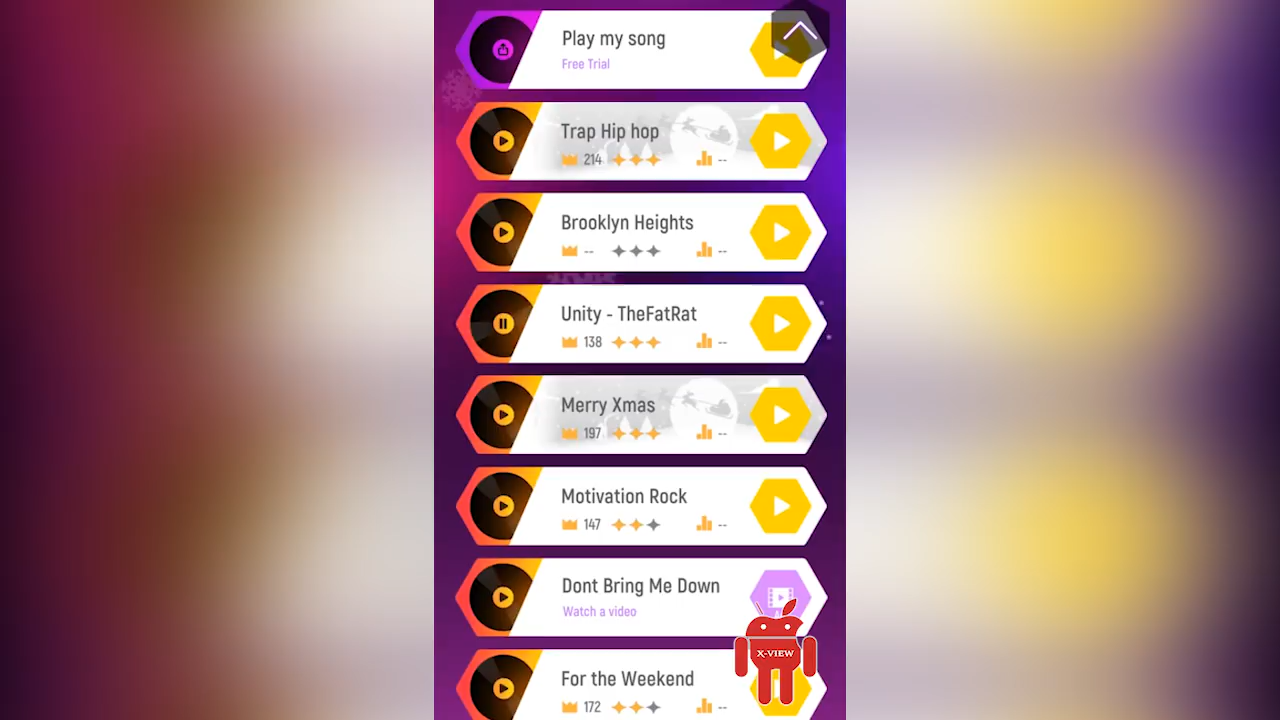 Play my song
Free Trial
Trap Hip hop
214 --
Brooklyn Heights
-- --
Unity - TheFatRat
138 --
Merry Xmas
197 --
Motivation Rock
147 --
Dont Bring Me Down
Watch a video
X-VIEW
For the Weekend
172 --